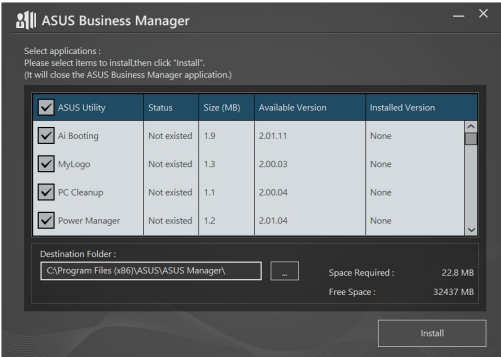 ASUS Business Manager
Select applications :
Please select items to install,then click "Install".
(It will close the ASUS Business Manager application.)
ASUS Utility Status Size (MB) Available Version Installed Version
Ai Booting Not existed 1.9 2.01.11 None
MyLogo Not existed 1.3 2.00.03 None
PC Cleanup Not existed 1.1 2.00.04 None
Power Manager Not existed 1.2 2.01.04 None
Destination Folder :
C:\Program Files (x86)\ASUS\ASUS Manager\ ... Space Required : 22.8 MB
Free Space : 32437 MB
Install